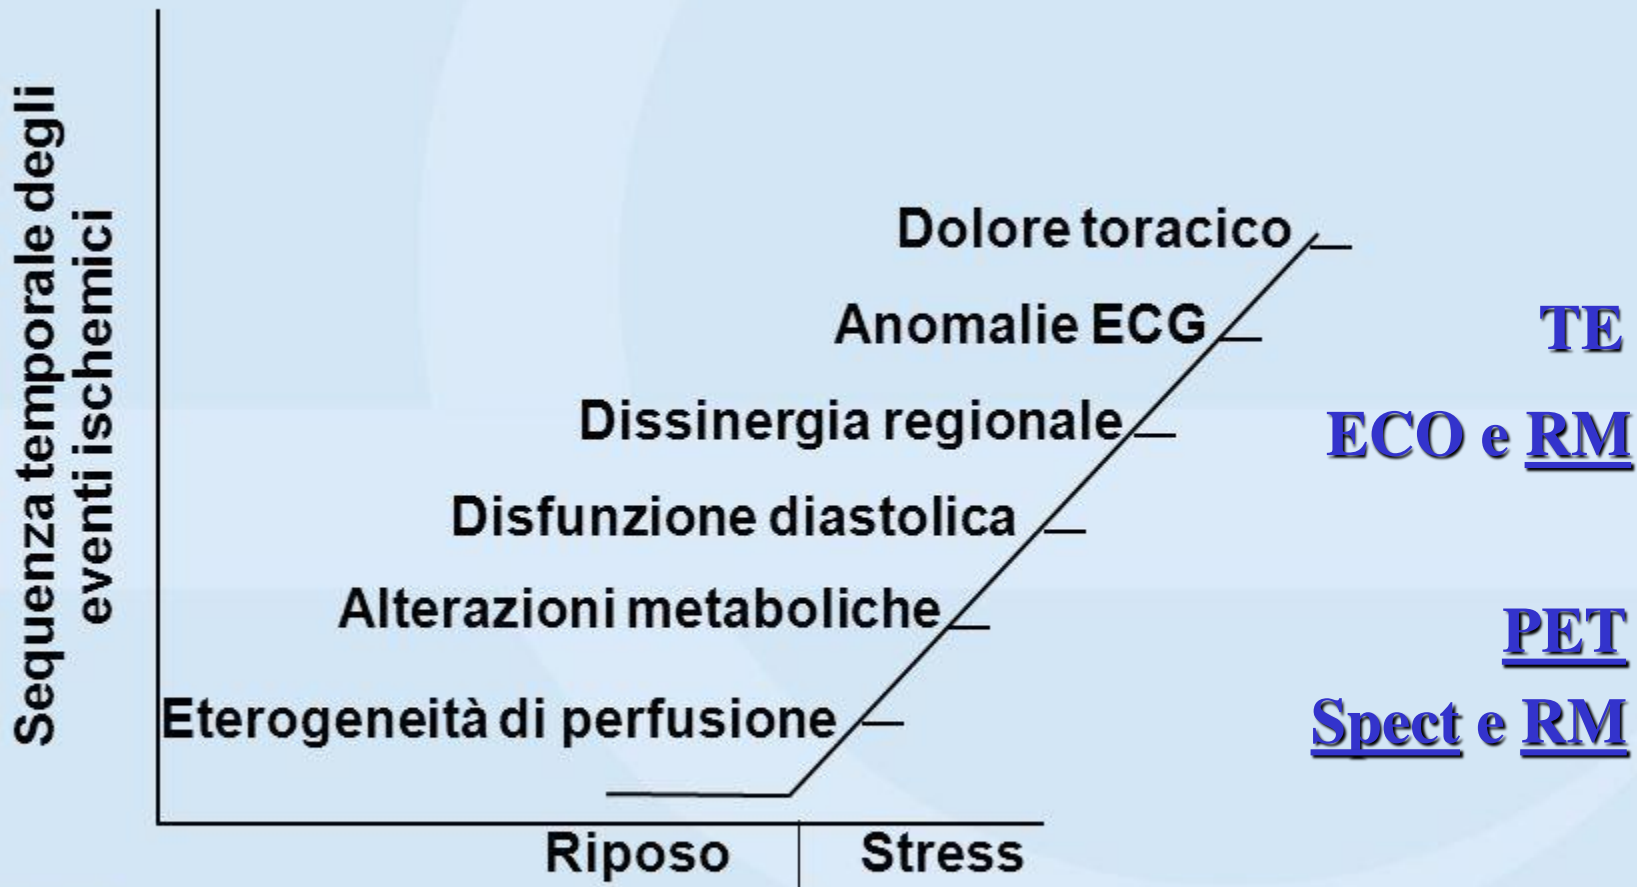 Sequenza temporale degli
eventi ischemici
Dolore toracico
Anomalie ECG
TE
Dissinergia regionale
ECO e RM
Disfunzione diastolica
Alterazioni metaboliche
PET
Eterogeneità di perfusione
Spect e RM
Riposo
Stress